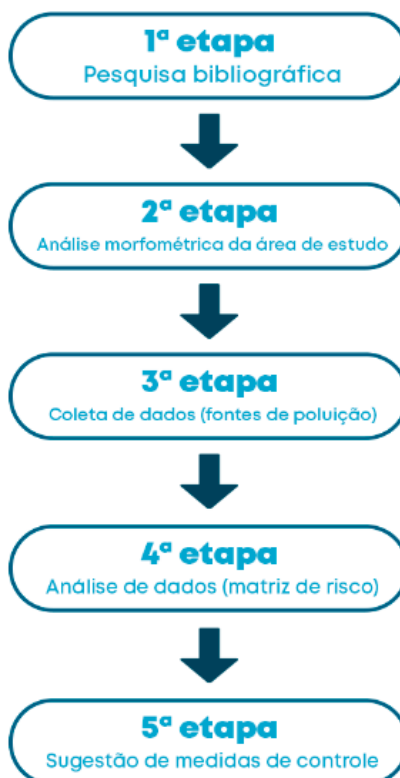 1ª etapa
Pesquisa bibliográfica
2ª etapa
Análise morfométrica da área de estudo
3ª etapa
Coleta de dados (fontes de poluição)
4ª etapa
Análise de dados (matriz de risco)
5ª etapa
Sugestão de medidas de controle